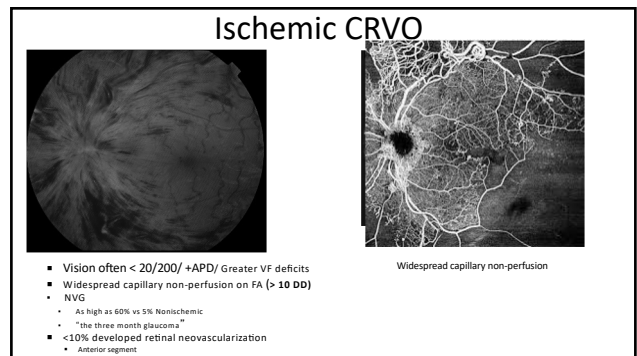 Ischemic CRVO
▪ Vision often < 20/200/ +APD/ Greater VF deficits
▪ Widespread capillary non-perfusion on FA (> 10 DD)
▪ NVG
▪ As high as 60% vs 5% Nonischemic
▪ "the three month glaucoma"
▪ <10% developed retinal neovascularization
▪ Anterior segment
Widespread capillary non-perfusion